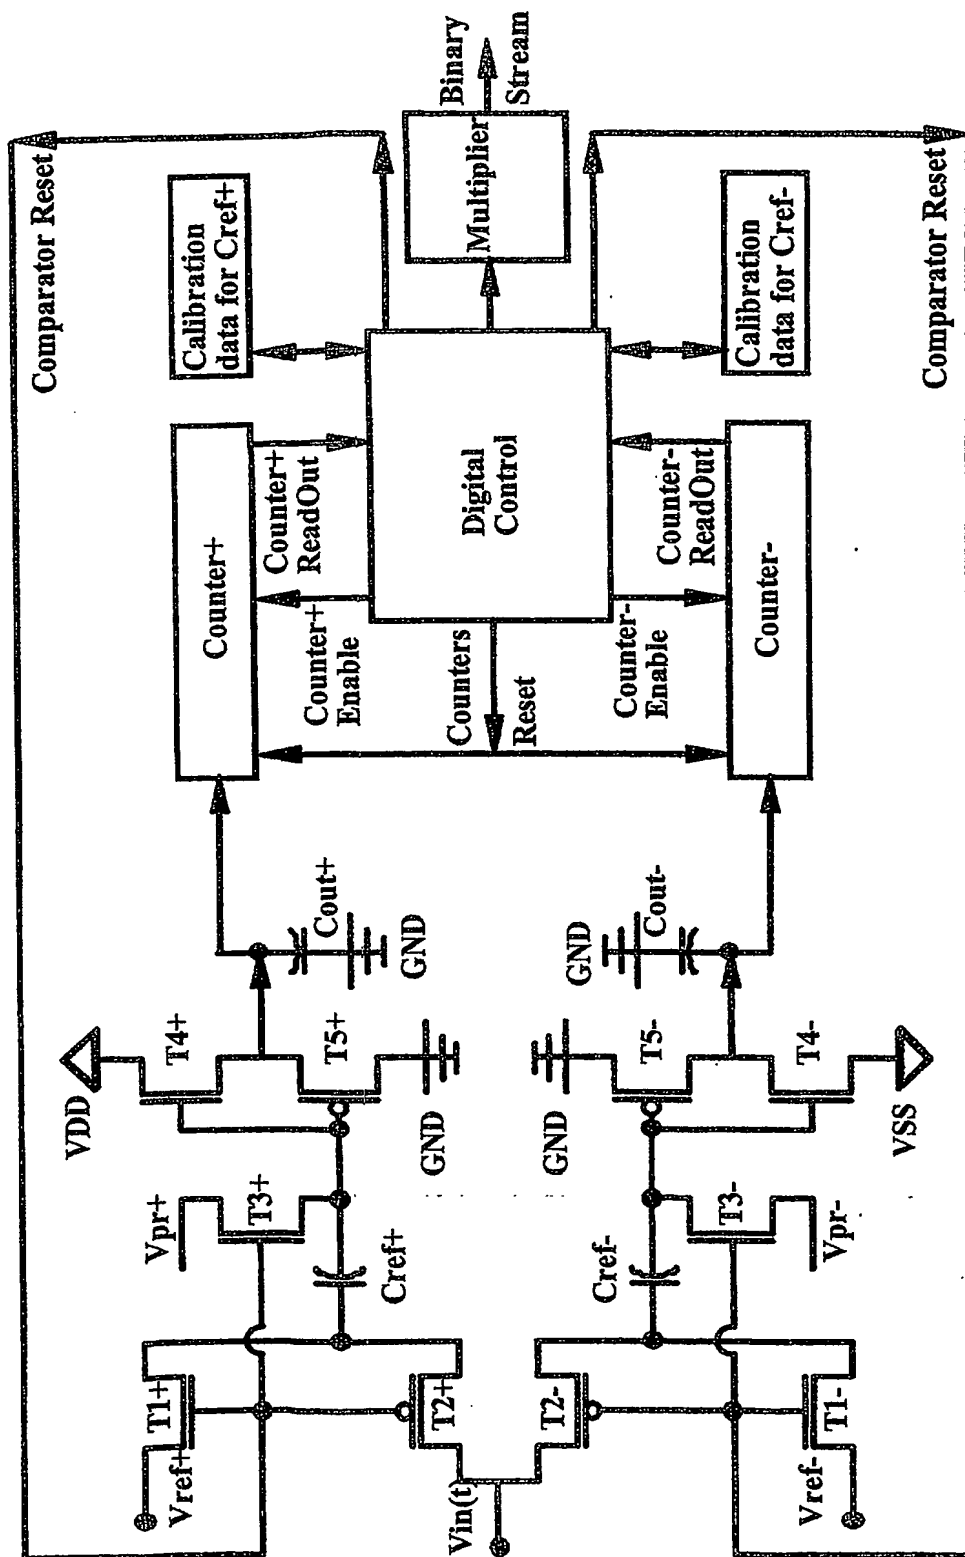 Comparator Reset
Vref+
T1+
Vpr+
T3+
VDD
T4+
T5+
GND
Cref+
T2+
Cout+
GND
Counter+
Calibration
data for Cref+
Counter+
Enable
Counter+
ReadOut
Vin(t)
Counters
Reset
Digital
Control
Multiplier
Binary
Stream
T2-
Cref-
GND
T5-
GND
Cout-
Counter-
Enable
Counter-
ReadOut
Calibration
data for Cref-
Counter-
Vref-
T1-
T3-
Vpr-
T4-
VSS
Comparator Reset